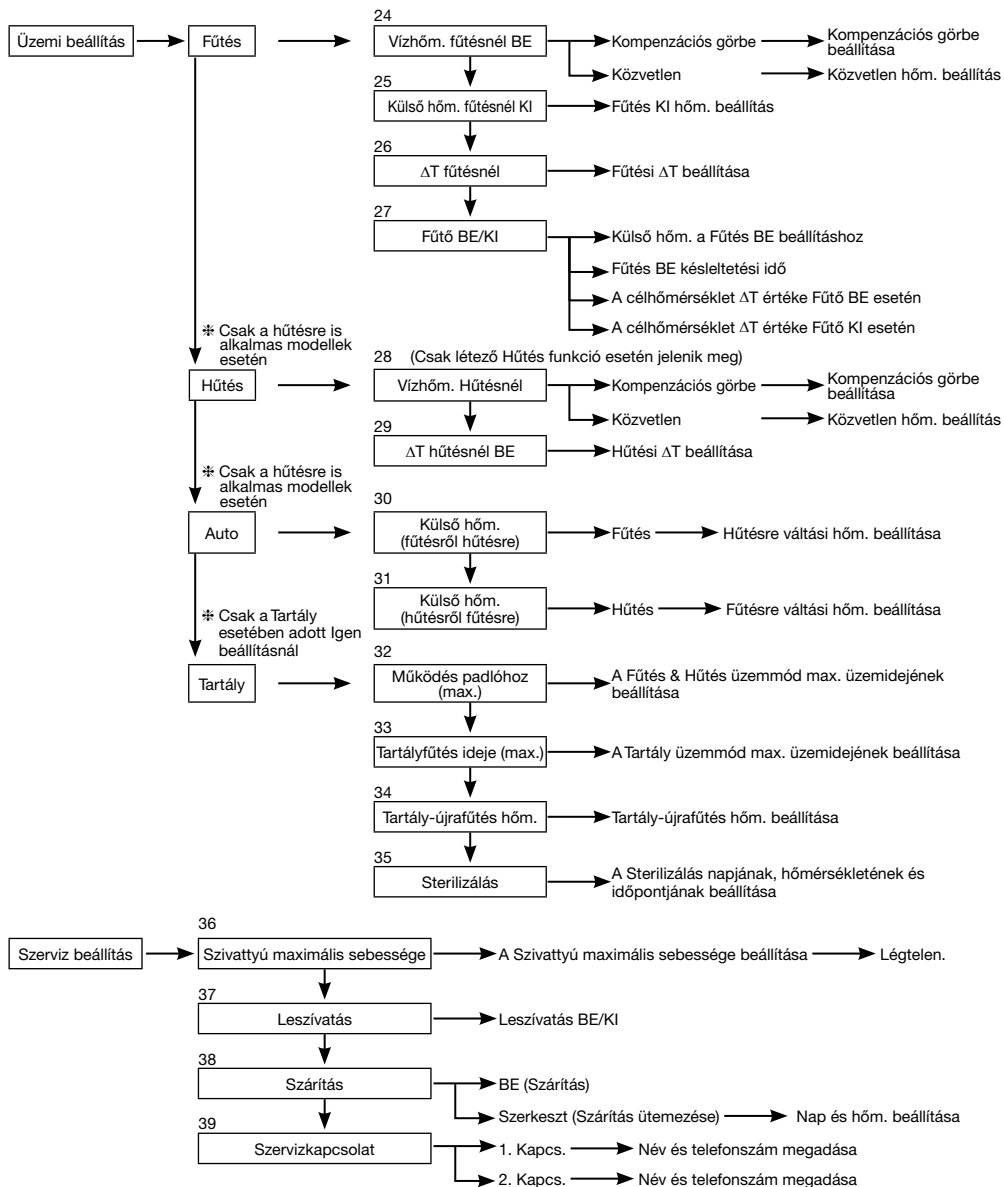 24
Üzemi beállítás
Fűtés
Vízhőm. fűtésnél BE
Kompenzációs görbe
Kompenzációs görbe
beállítása
Közvetlen
Közvetlen hőm. beállítás
25
Külső hőm. fűtésnél KI
Fűtés KI hőm. beállítás
26
ΔT fűtésnél
Fűtési ΔT beállítása
27
Fűtő BE/KI
Külső hőm. a Fűtés BE beállításhoz
Fűtés BE késleltetési idő
A célhőmérséklet ΔT értéke Fűtő BE esetén
A célhőmérséklet ΔT értéke Fűtő KI esetén
❉ Csak a hűtésre is
alkalmas modellek
esetén
28 (Csak létező Hűtés funkció esetén jelenik meg)
Hűtés
Vízhőm. Hűtésnél
Kompenzációs görbe
Kompenzációs görbe
beállítása
Közvetlen
Közvetlen hőm. beállítás
29
ΔT hűtésnél BE
Hűtési ΔT beállítása
❉ Csak a hűtésre is
alkalmas modellek
esetén
30
Auto
Külső hőm.
(fűtésről hűtésre)
Fűtés
Hűtésre váltási hőm. beállítása
31
Külső hőm.
(hűtésről fűtésre)
Hűtés
Fűtésre váltási hőm. beállítása
❉ Csak a Tartály
esetében adott Igen
beállításnál
32
Tartály
Működés padlóhoz
(max.)
A Fűtés & Hűtés üzemmód max. üzemidejének
beállítása
33
Tartályfűtés ideje (max.)
A Tartály üzemmód max. üzemidejének beállítása
34
Tartály-újrafűtés hőm.
Tartály-újrafűtés hőm. beállítása
35
Sterilizálás
A Sterilizálás napjának, hőmérsékletének és
időpontjának beállítása
36
Szerviz beállítás
Szivattyú maximális sebessége
A Szivattyú maximális sebessége beállítása
Légtelen.
37
Leszívatás
Leszívatás BE/KI
38
Szárítás
BE (Szárítás)
Szerkeszt (Szárítás ütemezése)
Nap és hőm. beállítása
39
Szervizkapcsolat
1. Kapcs.
Név és telefonszám megadása
2. Kapcs.
Név és telefonszám megadása